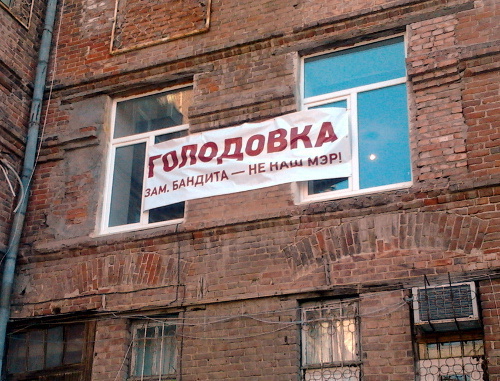 ГОЛОДОВКА
ЗАМ. БАНДИТА — НЕ НАШ МЭР!